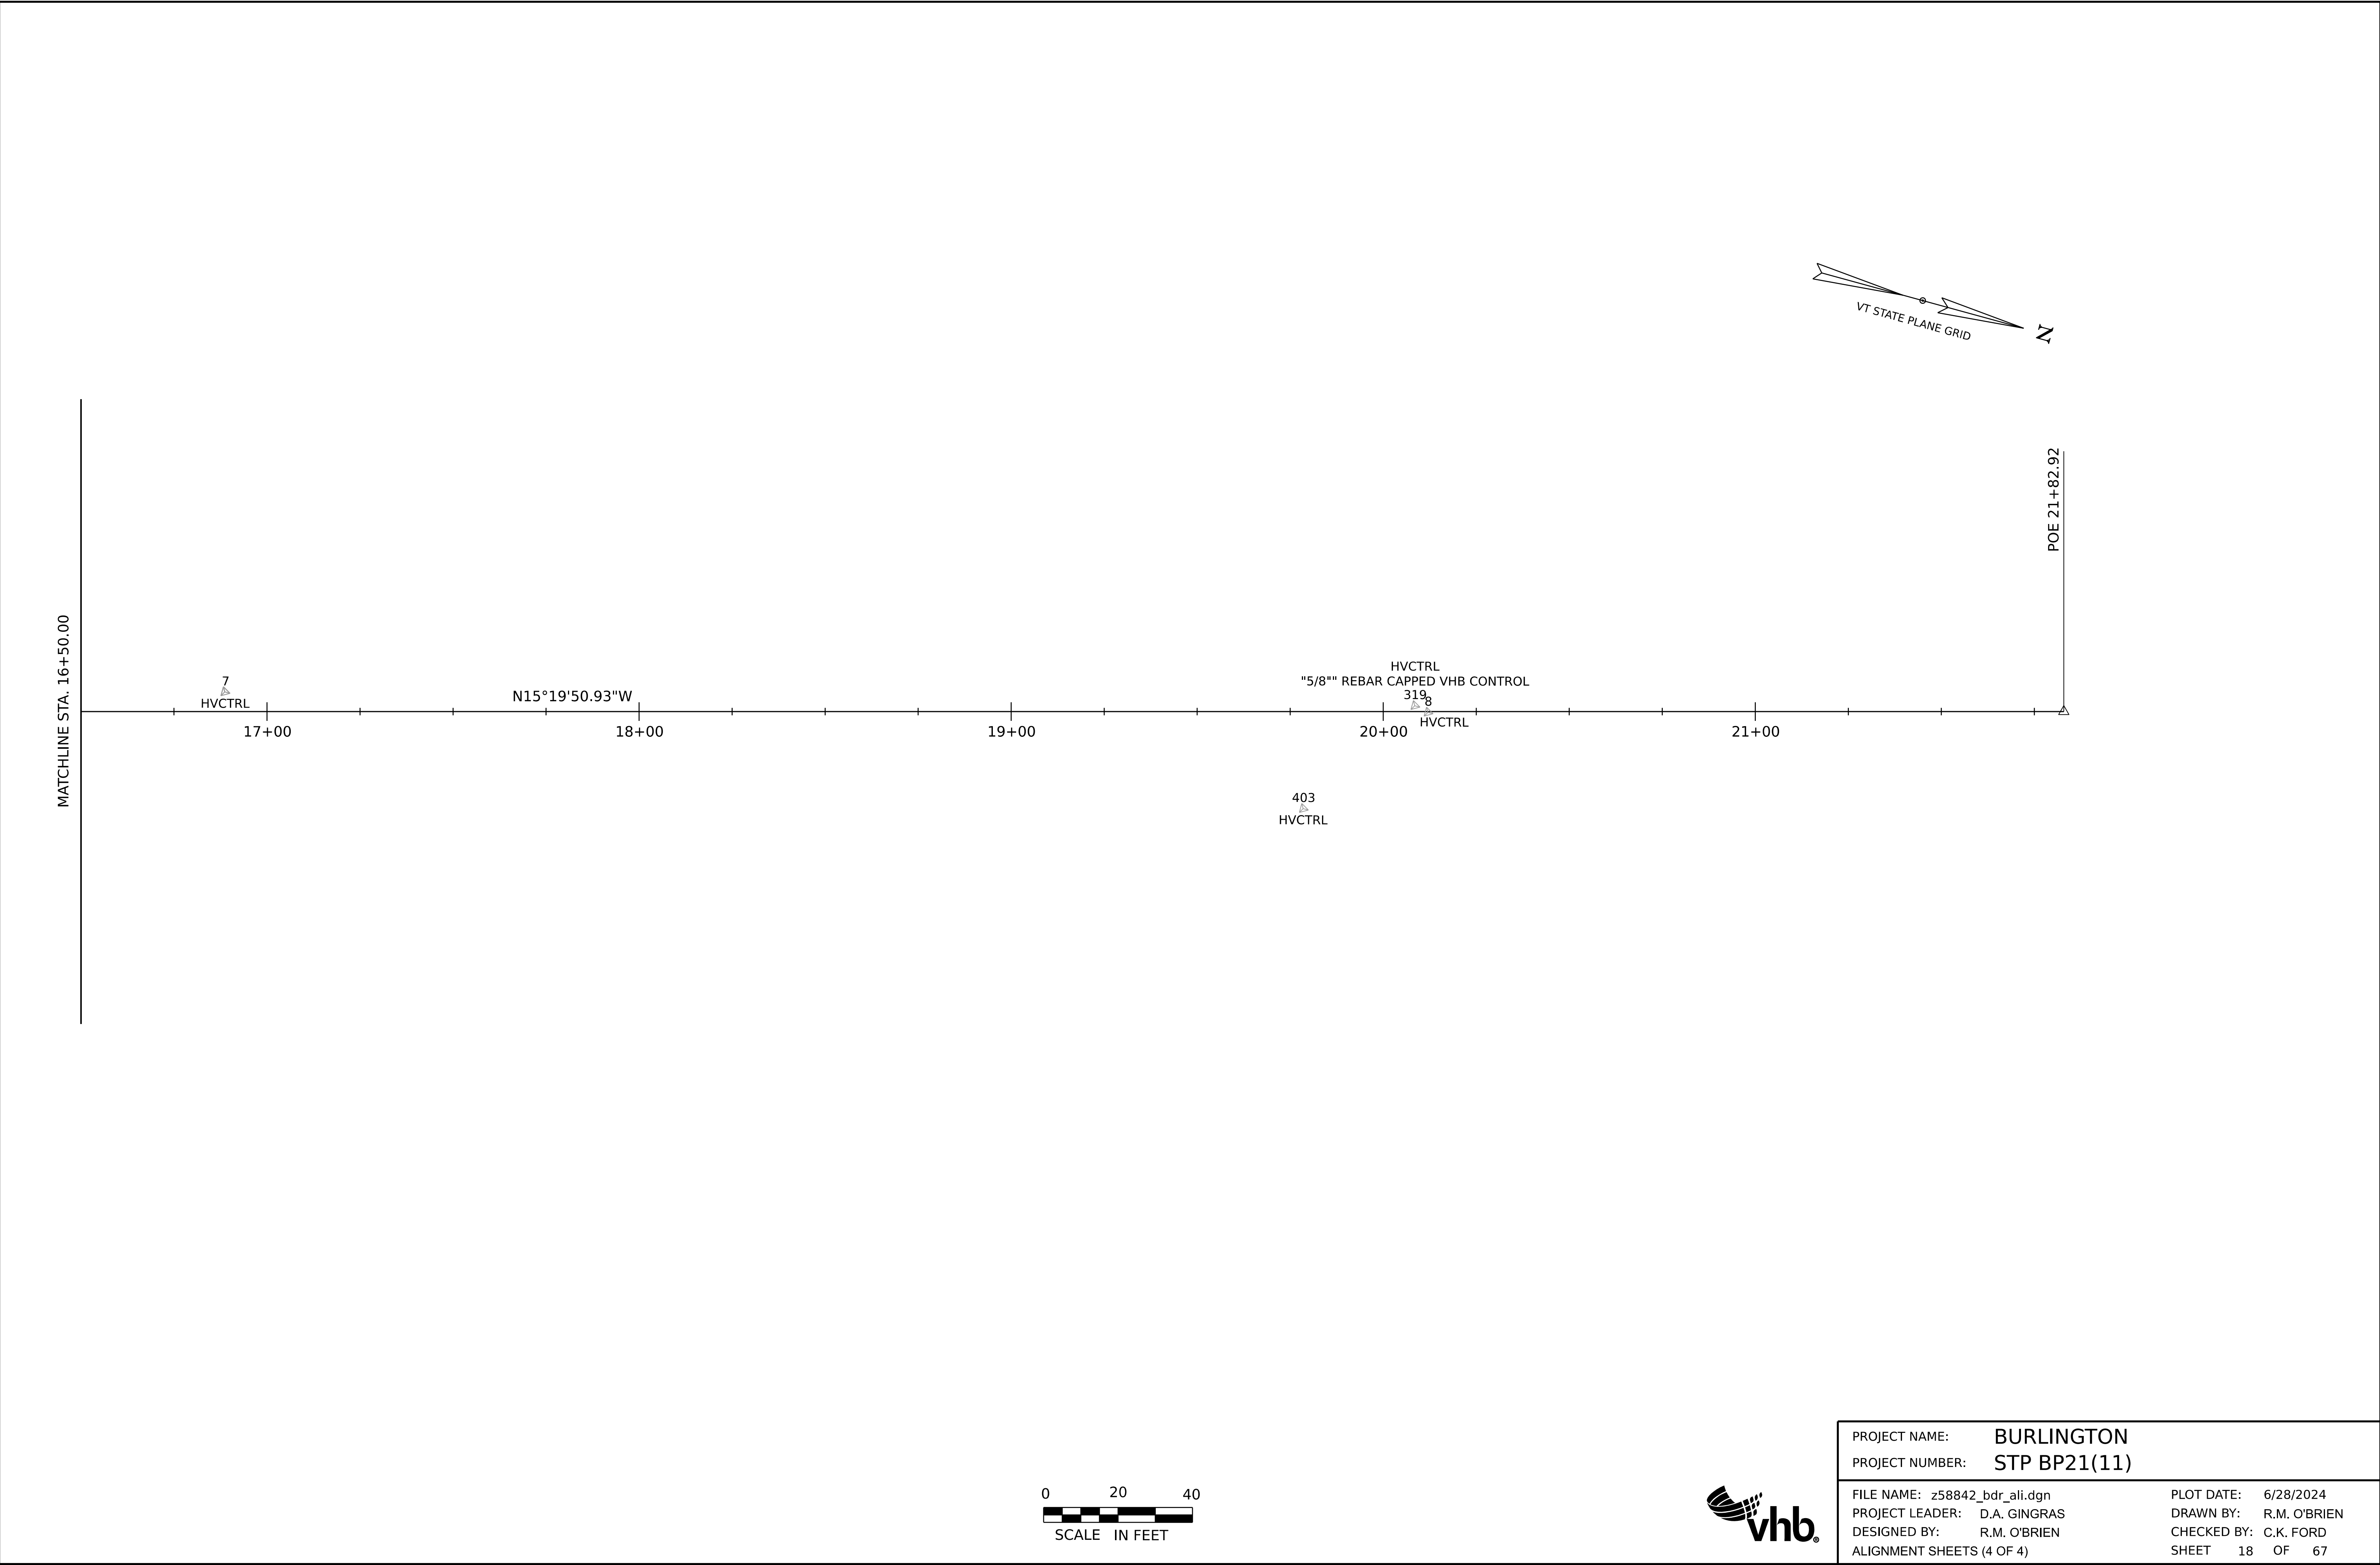 N
VT STATE PLANE GRID
POE 21+82.92
MATCHLINE STA. 16+50.00
7
HVCTRL
N15°19'50.93"W
HVCTRL
"5/8"" REBAR CAPPED VHB CONTROL
319
8
HVCTRL
17+00 18+00 19+00 20+00 21+00
403
HVCTRL
0 20 40
SCALE IN FEET
vhb®
PROJECT NAME: BURLINGTON
PROJECT NUMBER: STP BP21(11)
FILE NAME: z58842_bdr_ali.dgn PLOT DATE: 6/28/2024
PROJECT LEADER: D.A. GINGRAS DRAWN BY: R.M. O'BRIEN
DESIGNED BY: R.M. O'BRIEN CHECKED BY: C.K. FORD
ALIGNMENT SHEETS (4 OF 4) SHEET 18 OF 67